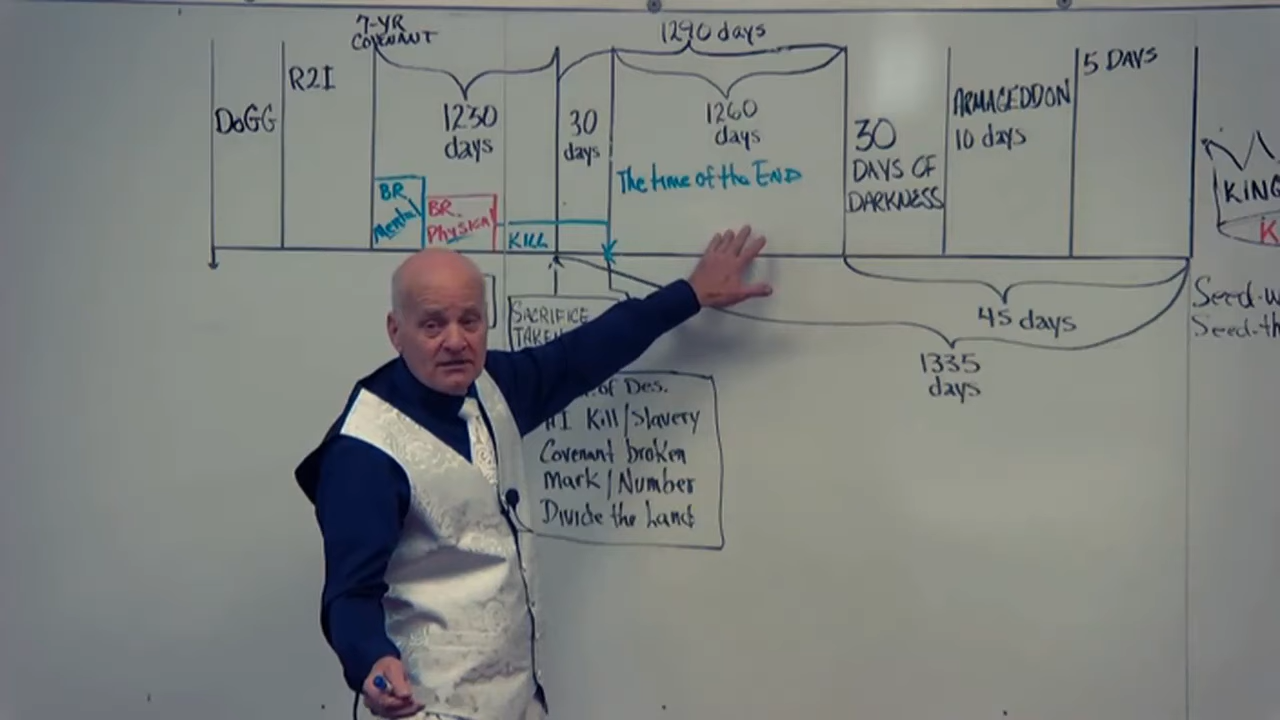 7-YR
COVENANT
1290 days
DoGG
R2I
1230
days
30
days
1260
days
The time of the END
30
DAYS OF
DARKNESS
ARMAGEDDON
10 days
5 DAYS
BR
Mental
BR.
Physical
KILL
KING
K
SACRIFICE
TAKEN
45 days
1335
days
Seed-w
Seed-th
of Des.
Kill/Slavery
Covenant broken
Mark/Number
Divide the Land